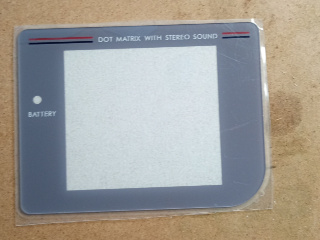 DOT MATRIX WITH STEREO SOUND
BATTERY